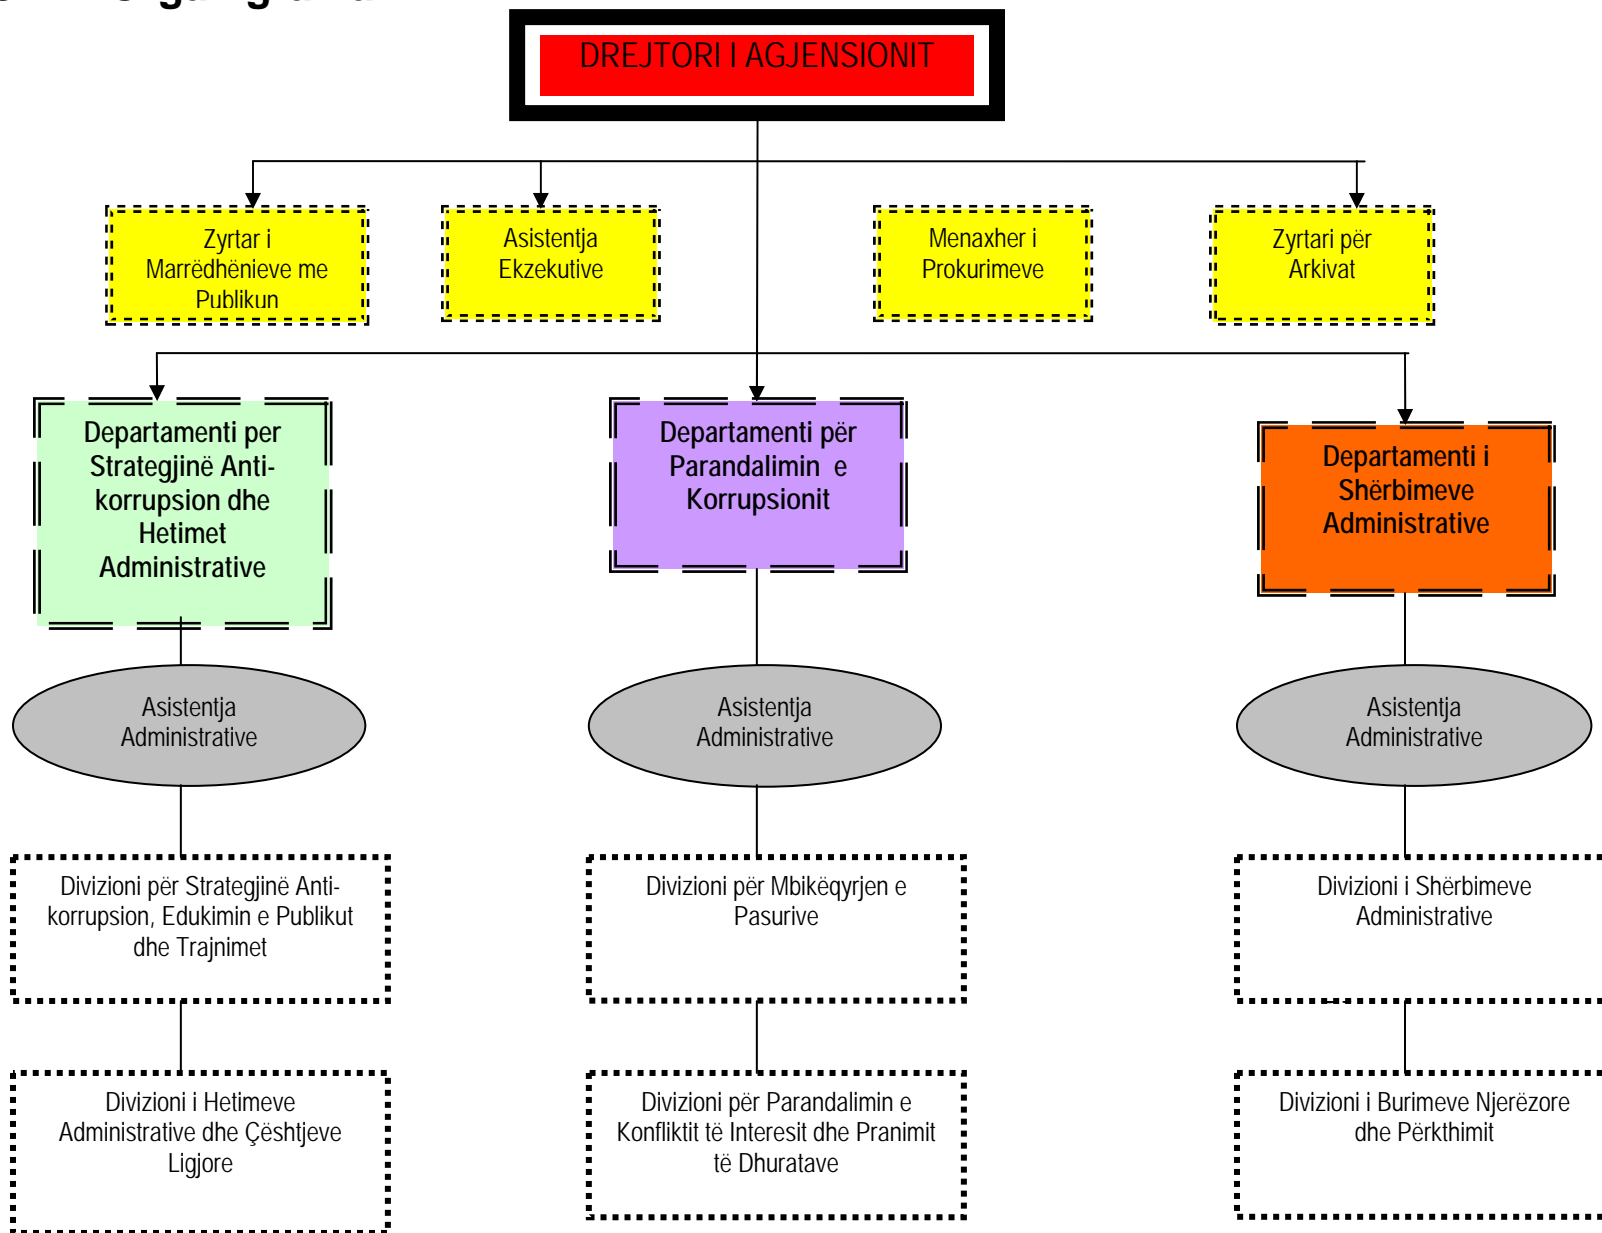 DREJTORI I AGJENSIONIT
Zyrtar i
Marrëdhënieve me
Publikun
Asistentja
Ekzekutive
Menaxher i
Prokurimeve
Zyrtari për
Arkivat
Departamenti per
Strategjinë Anti-
korrupsion dhe
Hetimet
Administrative
Departamenti për
Parandalimin e
Korrupsionit
Departamenti i
Shërbimeve
Administrative
Asistentja
Administrative
Asistentja
Administrative
Asistentja
Administrative
Divizioni për Strategjinë Anti-
korrupsion, Edukimin e Publikut
dhe Trajnimet
Divizioni për Mbikëqyrjen e
Pasurive
Divizioni i Shërbimeve
Administrative
Divizioni i Hetimeve
Administrative dhe Çështjeve
Ligjore
Divizioni për Parandalimin e
Konfliktit të Interesit dhe Pranimit
të Dhuratave
Divizioni i Burimeve Njerëzore
dhe Përkthimit